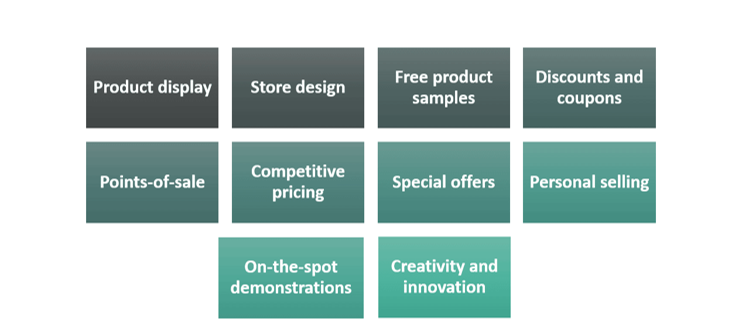 Product display
Store design
Free product
samples
Discounts and
coupons
Points-of-sale
Competitive
pricing
Special offers
Personal selling
On-the-spot
demonstrations
Creativity and
innovation